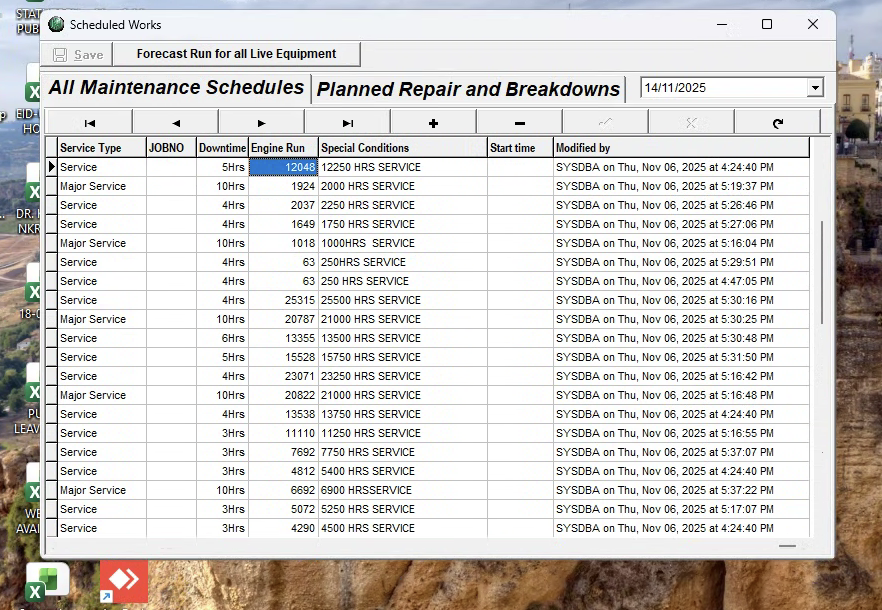 STA
PUB
Scheduled Works
Save
Forecast Run for all Live Equipment
All Maintenance Schedules
Planned Repair and Breakdowns
14/11/2025
Service Type JOBNO Downtime Engine Run Special Conditions Start time Modified by
Service 5Hrs 12048 12250 HRS SERVICE SYSDBA on Thu, Nov 06, 2025 at 4:24:40 PM
Major Service 10Hrs 1924 2000 HRS SERVICE SYSDBA on Thu, Nov 06, 2025 at 5:19:37 PM
Service 4Hrs 2037 2250 HRS SERVICE SYSDBA on Thu, Nov 06, 2025 at 5:26:46 PM
Service 4Hrs 1649 1750 HRS SERVICE SYSDBA on Thu, Nov 06, 2025 at 5:27:06 PM
Major Service 10Hrs 1018 1000HRS  SERVICE SYSDBA on Thu, Nov 06, 2025 at 5:16:04 PM
Service 4Hrs 63 250HRS SERVICE SYSDBA on Thu, Nov 06, 2025 at 5:29:51 PM
Service 4Hrs 63 250 HRS SERVICE SYSDBA on Thu, Nov 06, 2025 at 4:47:05 PM
Service 4Hrs 25315 25500 HRS SERVICE SYSDBA on Thu, Nov 06, 2025 at 5:30:16 PM
Major Service 10Hrs 20787 21000 HRS SERVICE SYSDBA on Thu, Nov 06, 2025 at 5:30:25 PM
Service 6Hrs 13355 13500 HRS SERVICE SYSDBA on Thu, Nov 06, 2025 at 5:30:48 PM
Service 5Hrs 15528 15750 HRS SERVICE SYSDBA on Thu, Nov 06, 2025 at 5:31:50 PM
Service 4Hrs 23071 23250 HRS SERVICE SYSDBA on Thu, Nov 06, 2025 at 5:16:42 PM
Major Service 10Hrs 20822 21000 HRS SERVICE SYSDBA on Thu, Nov 06, 2025 at 5:16:48 PM
Service 4Hrs 13538 13750 HRS SERVICE SYSDBA on Thu, Nov 06, 2025 at 4:24:40 PM
Service 3Hrs 11110 11250 HRS SERVICE SYSDBA on Thu, Nov 06, 2025 at 5:16:55 PM
Service 3Hrs 7692 7750 HRS SERVICE SYSDBA on Thu, Nov 06, 2025 at 5:37:07 PM
Service 3Hrs 4812 5400 HRS SERVICE SYSDBA on Thu, Nov 06, 2025 at 4:24:40 PM
Major Service 10Hrs 6692 6900 HRSSERVICE SYSDBA on Thu, Nov 06, 2025 at 5:37:22 PM
Service 3Hrs 5072 5250 HRS SERVICE SYSDBA on Thu, Nov 06, 2025 at 5:17:07 PM
Service 3Hrs 4290 4500 HRS SERVICE SYSDBA on Thu, Nov 06, 2025 at 4:24:40 PM
EID-
HO
DR.
NKR
18-0
PU
LEAV
WE
AVAI